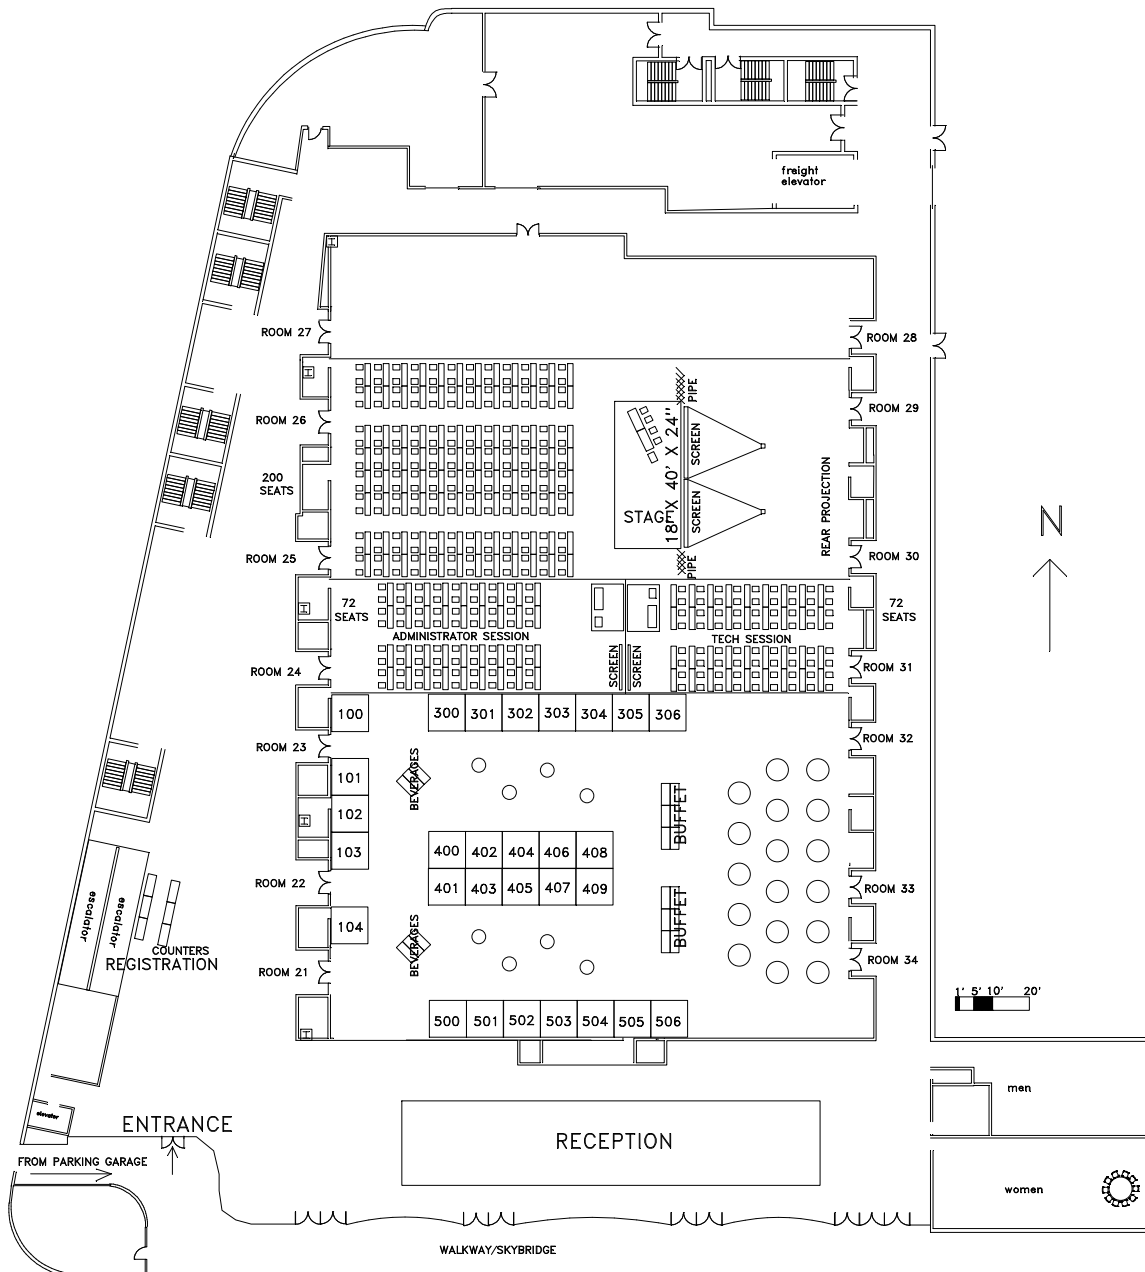 freight
elevator
ROOM 27
ROOM 28
H
H
ROOM 26
ROOM 29
PIPE
SCREEN
SCREEN
STAGE
18' X 40' X 24"
REAR PROJECTION
200
SEATS
N
ROOM 25
ROOM 30
PIPE
H
72
SEATS
72
SEATS
ADMINISTRATOR SESSION
TECH SESSION
SCREEN
SCREEN
ROOM 24
ROOM 31
100
300
301
302
303
304
305
306
ROOM 23
ROOM 32
101
BEVERAGES
102
BUFFET
H
103
400
402
404
406
408
ROOM 22
401
403
405
407
409
ROOM 33
escalator
escalator
104
BUFFET
COUNTERS
REGISTRATION
BEVERAGES
ROOM 21
ROOM 34
1' 5' 10' 20'
500
501
502
503
504
505
506
H
men
elevator
ENTRANCE
RECEPTION
FROM PARKING GARAGE
women
WALKWAY/SKYBRIDGE